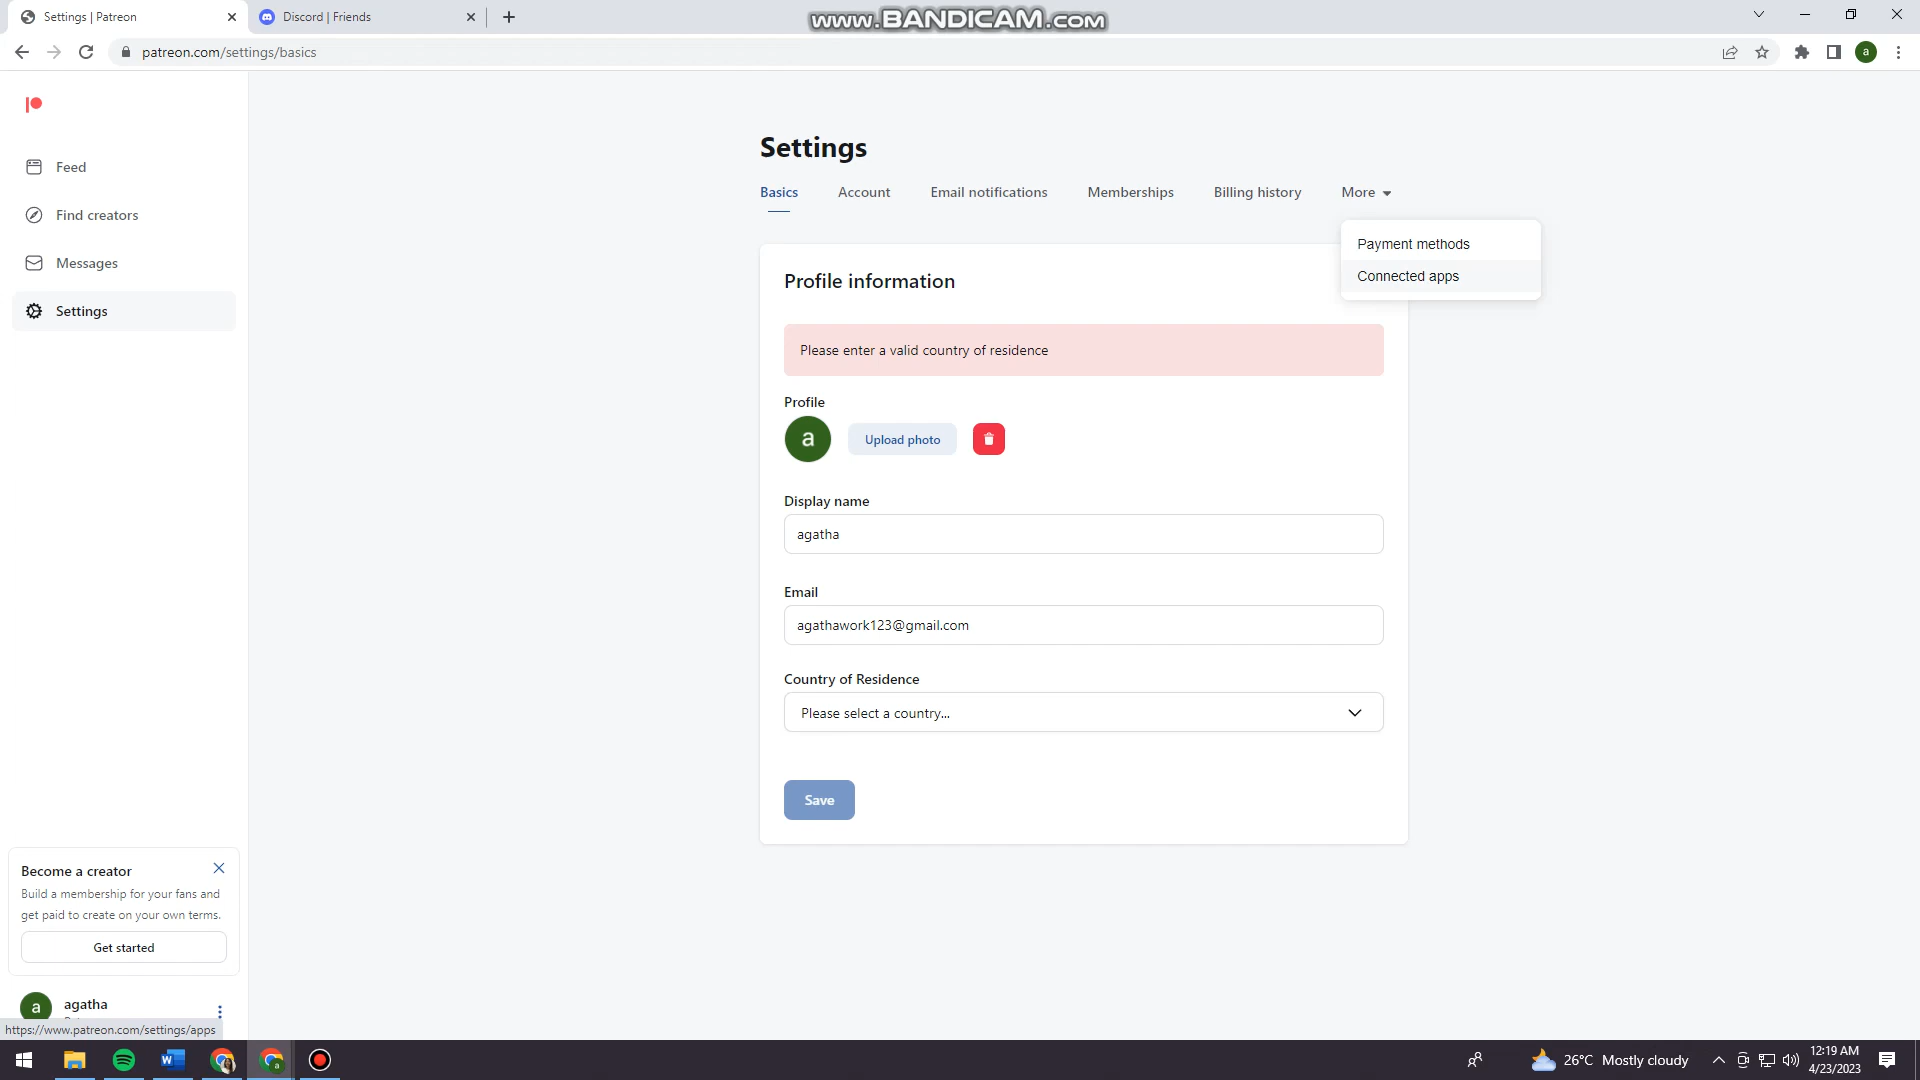 Settings | Patreon
Discord | Friends
www.BANDICAM.com
patreon.com/settings/basics
a
Feed
Find creators
Messages
Settings
Settings
Basics
Account
Email notifications
Memberships
Billing history
More
Payment methods
Connected apps
Profile information
Please enter a valid country of residence
Profile
a
Upload photo
Display name
agatha
Email
agathawork123@gmail.com
Country of Residence
Please select a country...
Save
Become a creator
Build a membership for your fans and
get paid to create on your own terms.
Get started
a
agatha
https://www.patreon.com/settings/apps
W
a
26°C Mostly cloudy
12:19 AM
4/23/2023